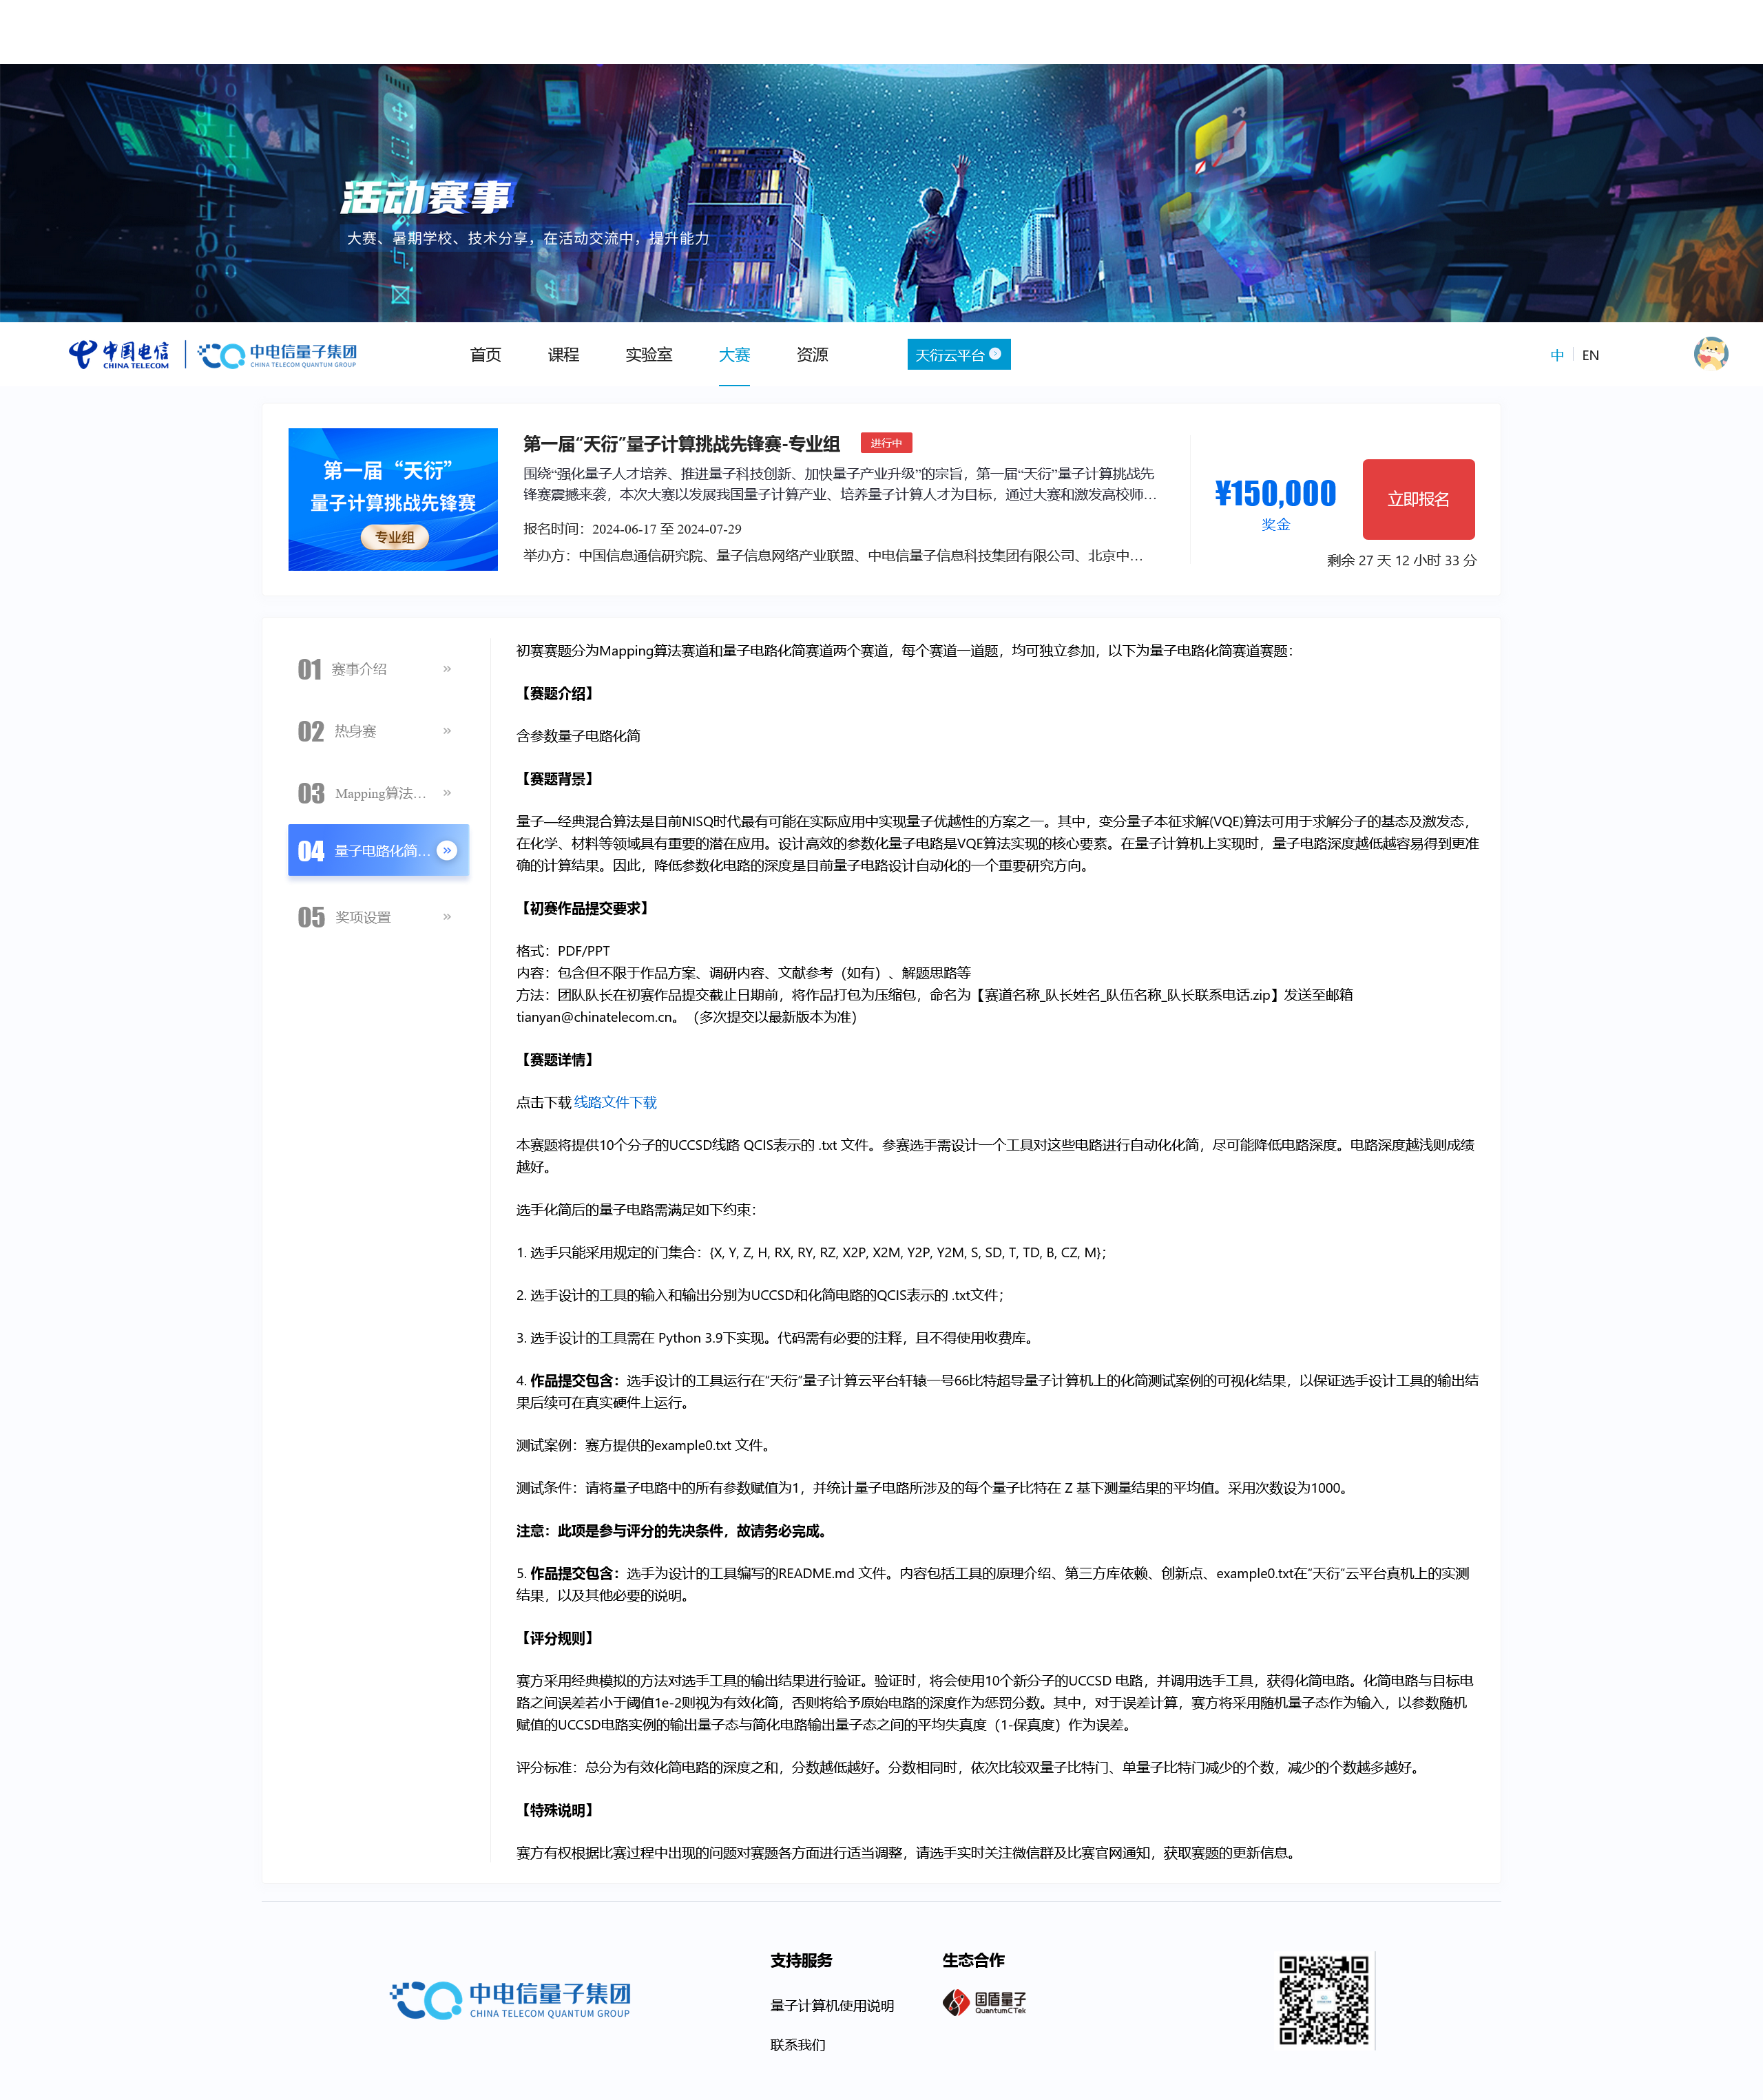 活动赛事
大赛、暑期学校、技术分享，在活动交流中，提升能力
中国电信
CHINA TELECOM
中电信量子集团
CHINA TELECOM QUANTUM GROUP
首页
课程
实验室
大赛
资源
天衍云平台
中
EN
第一届“天衍”
量子计算挑战先锋赛
专业组
第一届“天衍”量子计算挑战先锋赛-专业组
进行中
围绕“强化量子人才培养、推进量子科技创新、加快量子产业升级”的宗旨，第一届“天衍”量子计算挑战先
锋赛震撼来袭，本次大赛以发展我国量子计算产业、培养量子计算人才为目标，通过大赛和激发高校师...
报名时间：2024-06-17 至 2024-07-29
举办方：中国信息通信研究院、量子信息网络产业联盟、中电信量子信息科技集团有限公司、北京中...
¥150,000
奖金
立即报名
剩余 27 天 12 小时 33 分
01 赛事介绍 »
02 热身赛 »
03 Mapping算法... »
04 量子电路化简... »
05 奖项设置 »
初赛赛题分为Mapping算法赛道和量子电路化简赛道两个赛道，每个赛道一道题，均可独立参加，以下为量子电路化简赛道赛题：
【赛题介绍】
含参数量子电路化简
【赛题背景】
量子—经典混合算法是目前NISQ时代最有可能在实际应用中实现量子优越性的方案之一。其中，变分量子本征求解(VQE)算法可用于求解分子的基态及激发态，
在化学、材料等领域具有重要的潜在应用。设计高效的参数化量子电路是VQE算法实现的核心要素。在量子计算机上实现时，量子电路深度越低越容易得到更准
确的计算结果。因此，降低参数化电路的深度是目前量子电路设计自动化的一个重要研究方向。
【初赛作品提交要求】
格式：PDF/PPT
内容：包含但不限于作品方案、调研内容、文献参考（如有）、解题思路等
方法：团队队长在初赛作品提交截止日期前，将作品打包为压缩包，命名为【赛道名称_队长姓名_队伍名称_队长联系电话.zip】发送至邮箱
tianyan@chinatelecom.cn。（多次提交以最新版本为准）
【赛题详情】
点击下载 线路文件下载
本赛题将提供10个分子的UCCSD线路 QCIS表示的 .txt 文件。参赛选手需设计一个工具对这些电路进行自动化化简，尽可能降低电路深度。电路深度越浅则成绩
越好。
选手化简后的量子电路需满足如下约束：
1. 选手只能采用规定的门集合：{X, Y, Z, H, RX, RY, RZ, X2P, X2M, Y2P, Y2M, S, SD, T, TD, B, CZ, M}；
2. 选手设计的工具的输入和输出分别为UCCSD和化简电路的QCIS表示的 .txt文件；
3. 选手设计的工具需在 Python 3.9下实现。代码需有必要的注释，且不得使用收费库。
4. 作品提交包含：选手设计的工具运行在“天衍”量子计算云平台轩辕一号66比特超导量子计算机上的化简测试案例的可视化结果，以保证选手设计工具的输出结
果后续可在真实硬件上运行。
测试案例：赛方提供的example0.txt 文件。
测试条件：请将量子电路中的所有参数赋值为1，并统计量子电路所涉及的每个量子比特在 Z 基下测量结果的平均值。采用次数设为1000。
注意：此项是参与评分的先决条件，故请务必完成。
5. 作品提交包含：选手为设计的工具编写的README.md 文件。内容包括工具的原理介绍、第三方库依赖、创新点、example0.txt在“天衍”云平台真机上的实测
结果，以及其他必要的说明。
【评分规则】
赛方采用经典模拟的方法对选手工具的输出结果进行验证。验证时，将会使用10个新分子的UCCSD 电路，并调用选手工具，获得化简电路。化简电路与目标电
路之间误差若小于阈值1e-2则视为有效化简，否则将给予原始电路的深度作为惩罚分数。其中，对于误差计算，赛方将采用随机量子态作为输入，以参数随机
赋值的UCCSD电路实例的输出量子态与简化电路输出量子态之间的平均失真度（1-保真度）作为误差。
评分标准：总分为有效化简电路的深度之和，分数越低越好。分数相同时，依次比较双量子比特门、单量子比特门减少的个数，减少的个数越多越好。
【特殊说明】
赛方有权根据比赛过程中出现的问题对赛题各方面进行适当调整，请选手实时关注微信群及比赛官网通知，获取赛题的更新信息。
中电信量子集团
CHINA TELECOM QUANTUM GROUP
支持服务
量子计算机使用说明
联系我们
生态合作
国盾量子
QuantumCTek